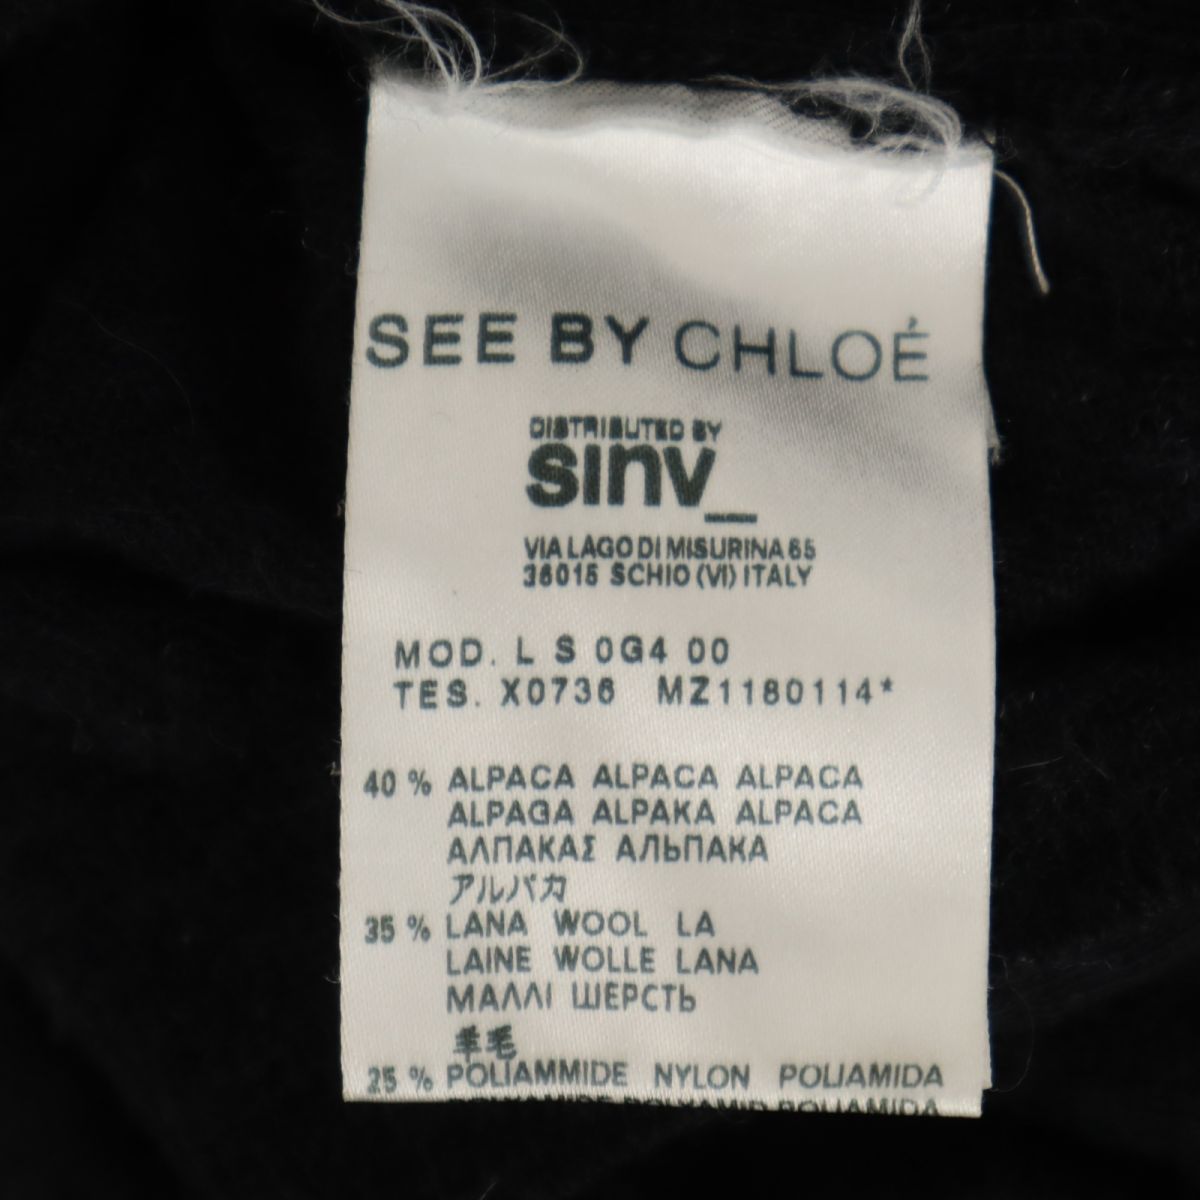 SEE BY CHLOÉ
DISTRIBUTED BY
sinv_
VIA LAGO DI MISURINA 65
36015 SCHIO (VI) ITALY
MOD. L S 0G4 00
TES. X0736 MZ1180114*
40 % ALPACA ALPACA ALPACA
ALPAGA ALPAKA ALPACA
ΑΛΠΑΚΑΣ АЛЬПАКА
アルパカ
35 % LANA WOOL LA
LAINE WOLLE LANA
ΜΑΛΛΙ ШЕРСТЬ
羊毛
25 % POLIAMMIDE NYLON POLIAMIDA
POLYAMID POLIAMIDA